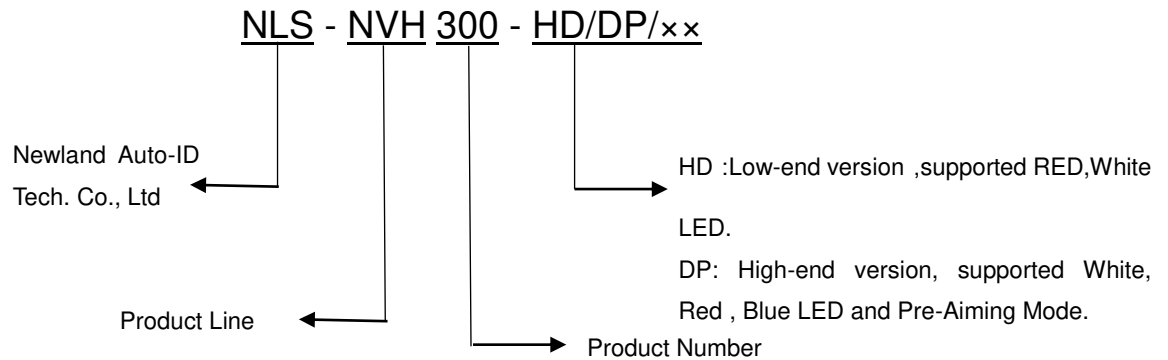 NLS - NVH 300 - HD/DP/××
Newland Auto-ID
Tech. Co., Ltd
HD :Low-end version ,supported RED,White
LED.
DP: High-end version, supported White,
Red , Blue LED and Pre-Aiming Mode.
Product Line
Product Number